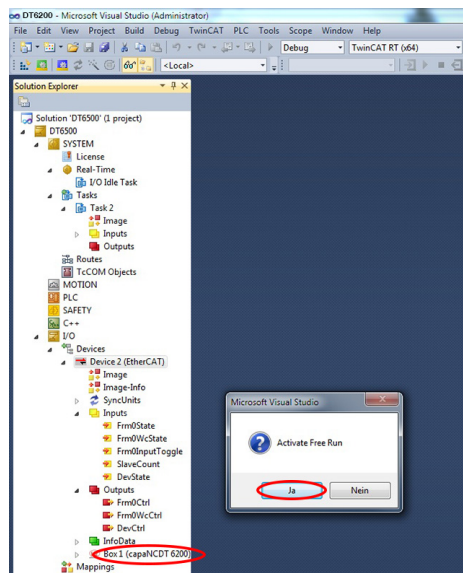 DT6200 - Microsoft Visual Studio (Administrator)
File Edit View Project Build Debug TwinCAT PLC Tools Scope Window Help
Debug TwinCAT RT (x64)
<Local>
Solution Explorer
Solution 'DT6500' (1 project)
DT6500
SYSTEM
License
Real-Time
I/O Idle Task
Tasks
Task 2
Image
Inputs
Outputs
Routes
TcCOM Objects
MOTION
PLC
SAFETY
C++
I/O
Devices
Device 2 (EtherCAT)
Image
Image-Info
SyncUnits
Inputs
Frm0State
Frm0WcState
Frm0InputToggle
SlaveCount
DevState
Outputs
Frm0Ctrl
Frm0WcCtrl
DevCtrl
InfoData
Box 1 (capaNCDT 6200)
Mappings
Microsoft Visual Studio
Activate Free Run
Ja Nein